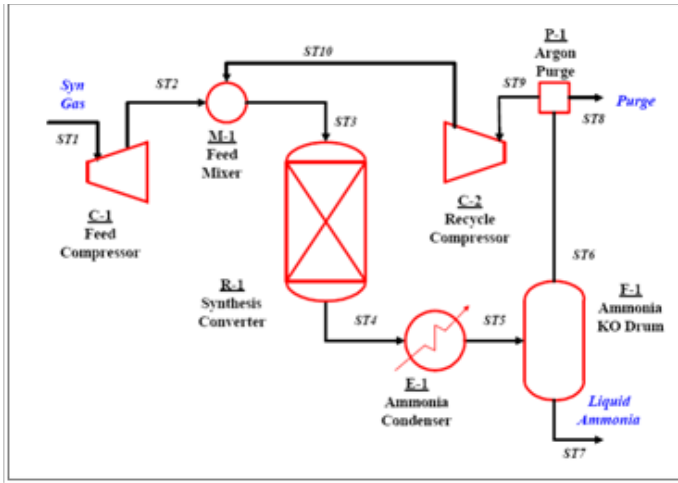 P-1
Argon
Purge
ST10
Syn
Gas
ST2
ST9
Purge
ST8
ST1
ST3
M-1
Feed
Mixer
C-1
Feed
Compressor
C-2
Recycle
Compressor
ST6
R-1
Synthesis
Converter
F-1
Ammonia
KO Drum
ST4
ST5
E-1
Ammonia
Condenser
Liquid
Ammonia
ST7